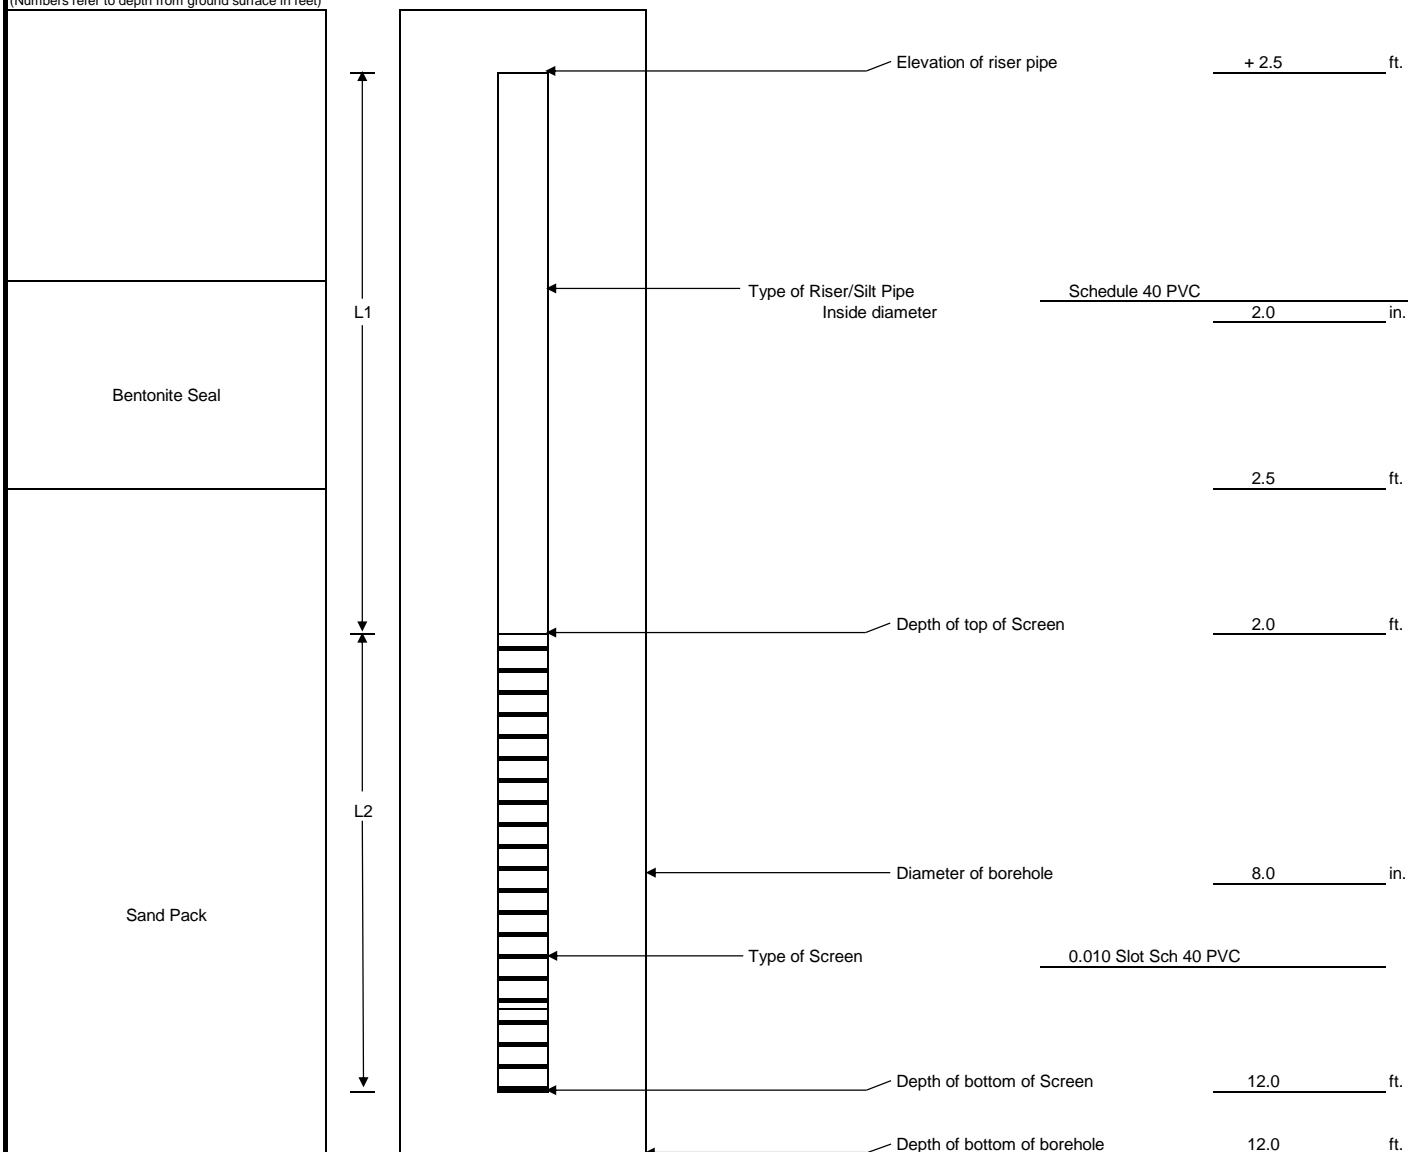 (Numbers refer to depth from ground surface in feet)
Elevation of riser pipe + 2.5 ft.
Type of Riser/Silt Pipe Schedule 40 PVC
L1 Inside diameter 2.0 in.
Bentonite Seal
2.5 ft.
Depth of top of Screen 2.0 ft.
L2
Diameter of borehole 8.0 in.
Sand Pack
Type of Screen 0.010 Slot Sch 40 PVC
Depth of bottom of Screen 12.0 ft.
Depth of bottom of borehole 12.0 ft.